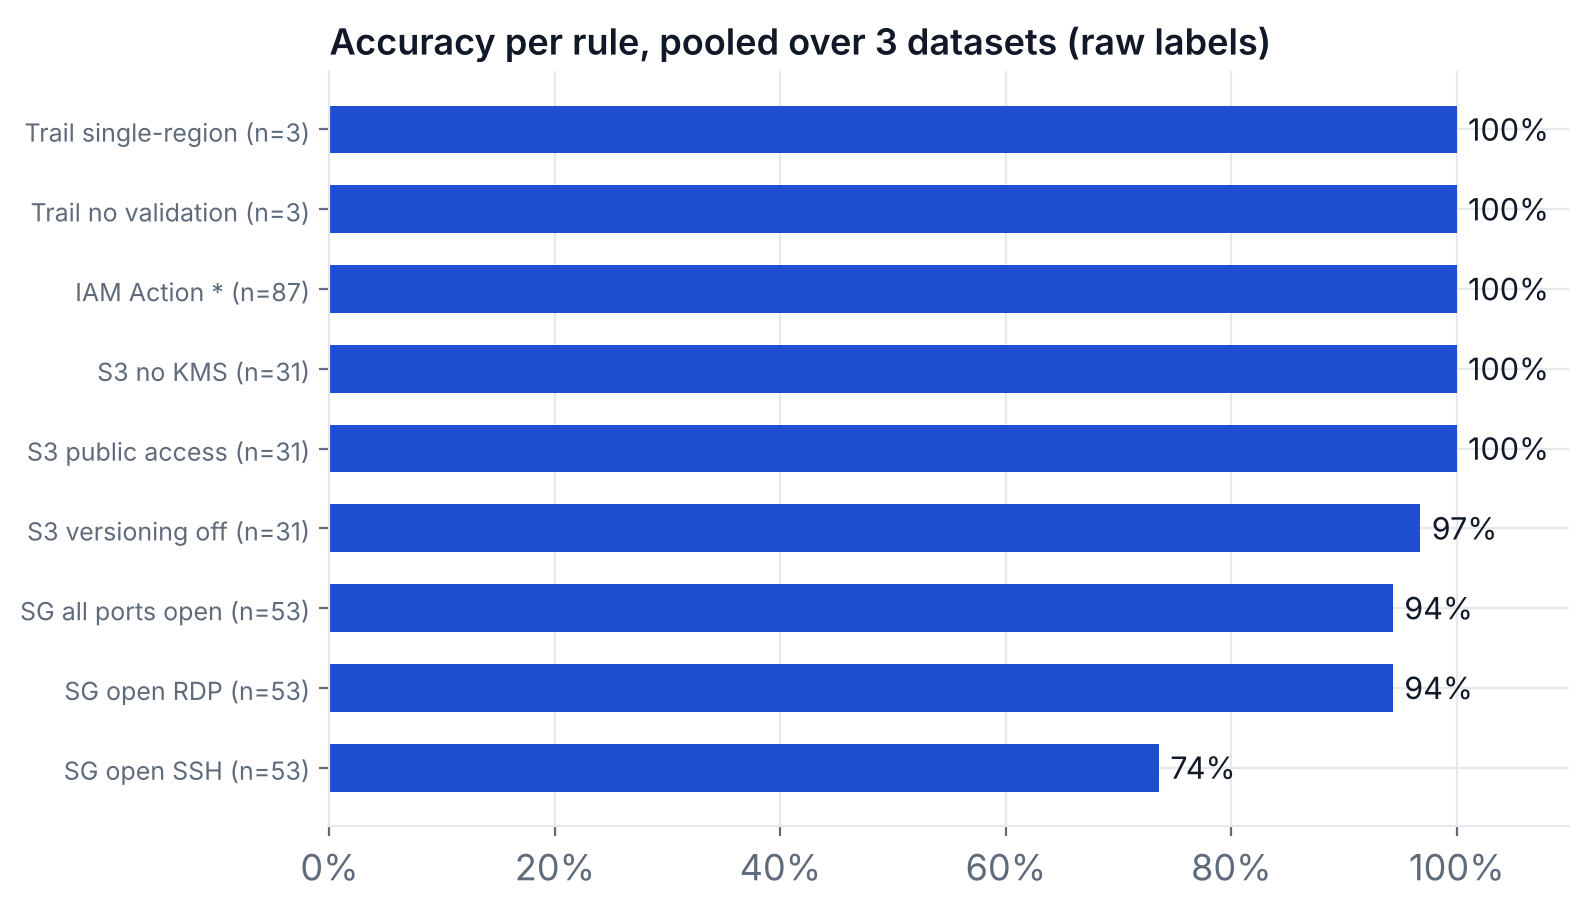 Accuracy per rule, pooled over 3 datasets (raw labels)
Trail single-region (n=3) 100%
Trail no validation (n=3) 100%
IAM Action * (n=87) 100%
S3 no KMS (n=31) 100%
S3 public access (n=31) 100%
S3 versioning off (n=31) 97%
SG all ports open (n=53) 94%
SG open RDP (n=53) 94%
SG open SSH (n=53) 74%
0% 20% 40% 60% 80% 100%